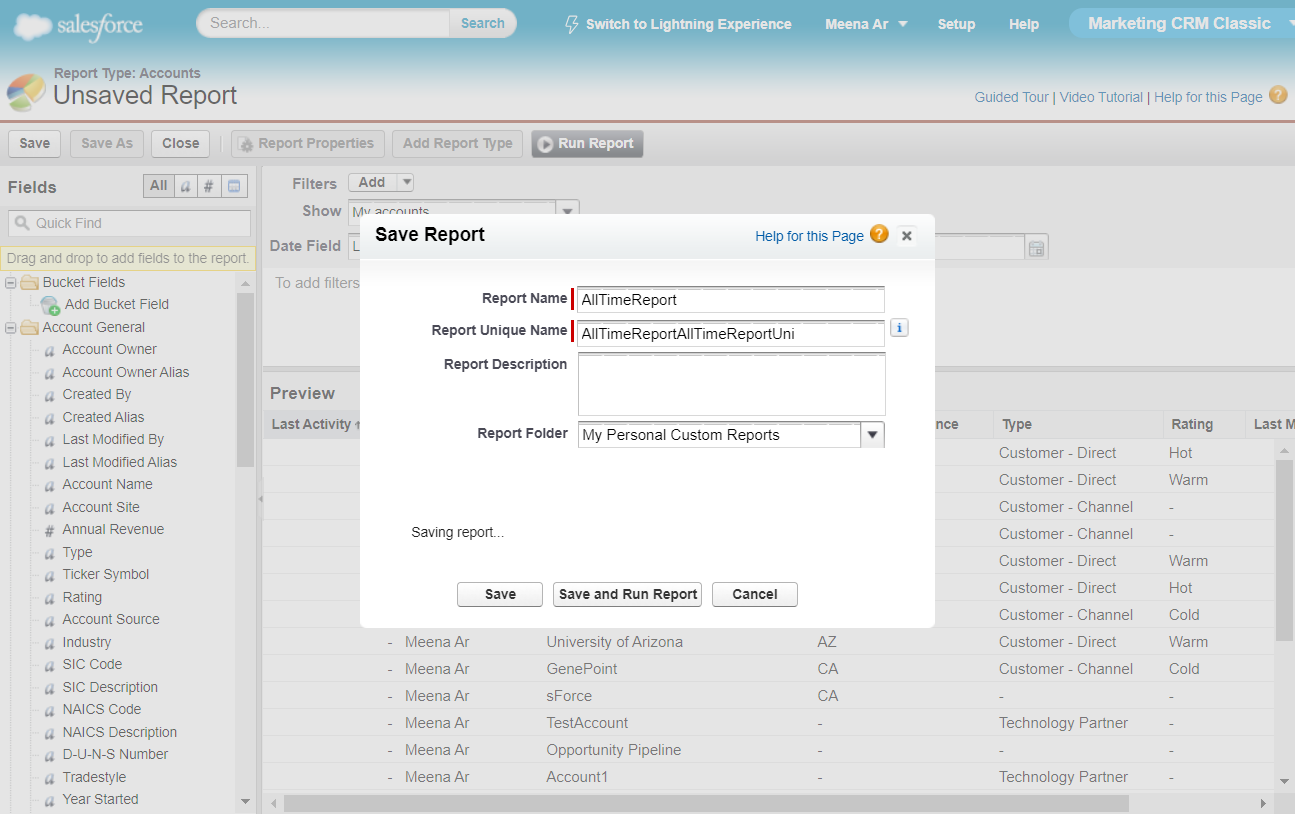 salesforce
Search...
Search
Switch to Lightning Experience
Meena Ar
Setup
Help
Marketing CRM Classic
Report Type: Accounts
Unsaved Report
Guided Tour | Video Tutorial | Help for this Page ?
Save
Save As
Close
Report Properties
Add Report Type
Run Report
Fields
All
a
#
Quick Find
Drag and drop to add fields to the report.
Bucket Fields
Add Bucket Field
Account General
a Account Owner
a Account Owner Alias
a Created By
a Created Alias
a Last Modified By
a Last Modified Alias
a Account Name
a Account Site
# Annual Revenue
a Type
a Ticker Symbol
a Rating
a Account Source
a Industry
a SIC Code
a SIC Description
a NAICS Code
a NAICS Description
a D-U-N-S Number
a Tradestyle
a Year Started
Filters
Add
Show
My accounts
Date Field
L
To add filters
Save Report
Help for this Page ?
Report Name
AllTimeReport
Report Unique Name
AllTimeReportAllTimeReportUni
i
Report Description
Report Folder
My Personal Custom Reports
Saving report...
Save
Save and Run Report
Cancel
Preview
Last Activity ↑ nce Type Rating Last M
Customer - Direct Hot
Customer - Direct Warm
Customer - Channel -
Customer - Channel -
Customer - Direct Warm
Customer - Direct Hot
Customer - Channel Cold
- Meena Ar University of Arizona AZ Customer - Direct Warm
- Meena Ar GenePoint CA Customer - Channel Cold
- Meena Ar sForce CA - -
- Meena Ar TestAccount - Technology Partner -
- Meena Ar Opportunity Pipeline - - -
- Meena Ar Account1 - Technology Partner -